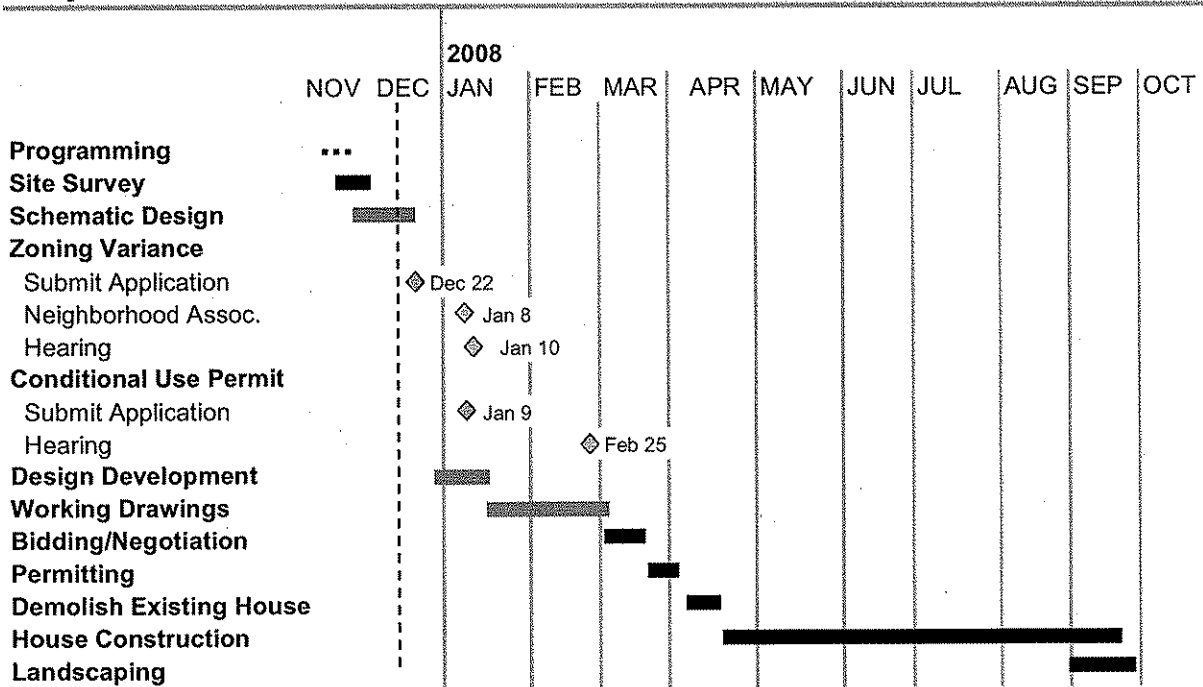 2008
NOV DEC JAN FEB MAR APR MAY JUN JUL AUG SEP OCT
Programming
Site Survey
Schematic Design
Zoning Variance
Submit Application Dec 22
Neighborhood Assoc. Jan 8
Hearing Jan 10
Conditional Use Permit
Submit Application Jan 9
Hearing Feb 25
Design Development
Working Drawings
Bidding/Negotiation
Permitting
Demolish Existing House
House Construction
Landscaping